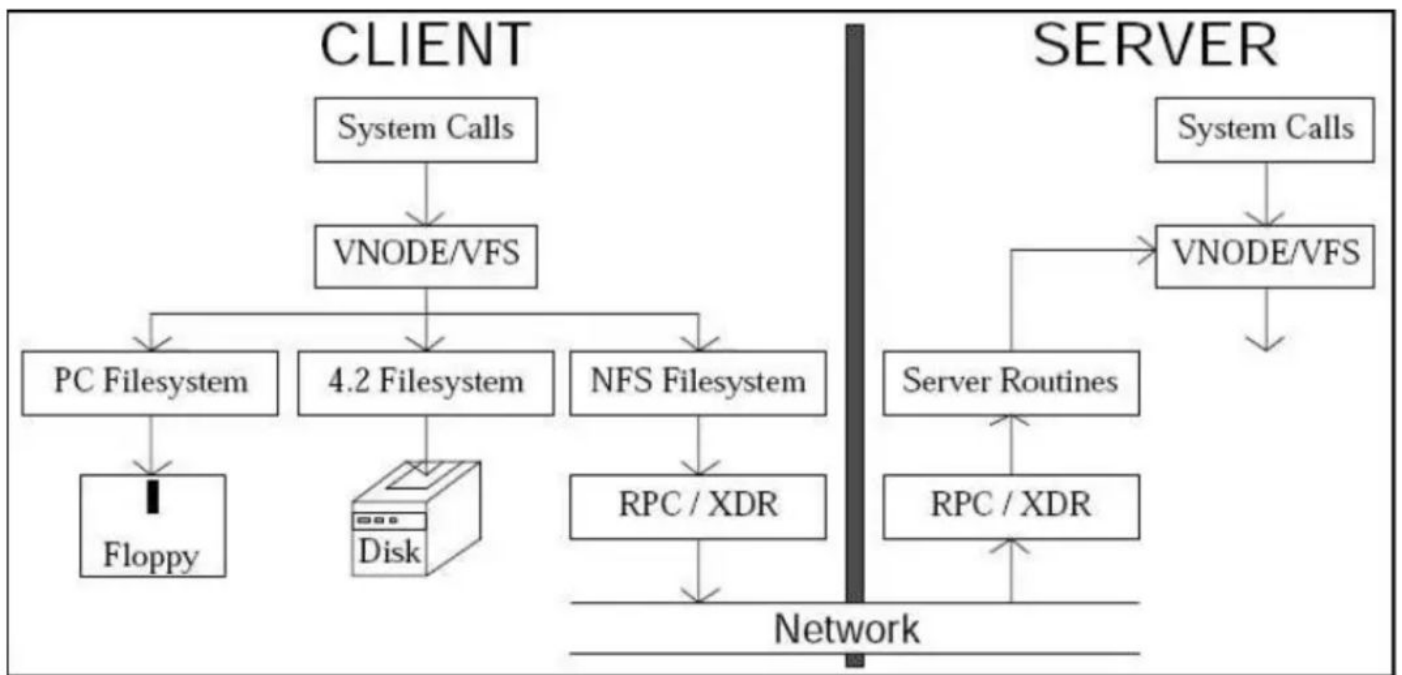 CLIENT
SERVER
System Calls
System Calls
VNODE/VFS
VNODE/VFS
PC Filesystem
4.2 Filesystem
NFS Filesystem
Server Routines
Floppy
Disk
RPC / XDR
RPC / XDR
Network